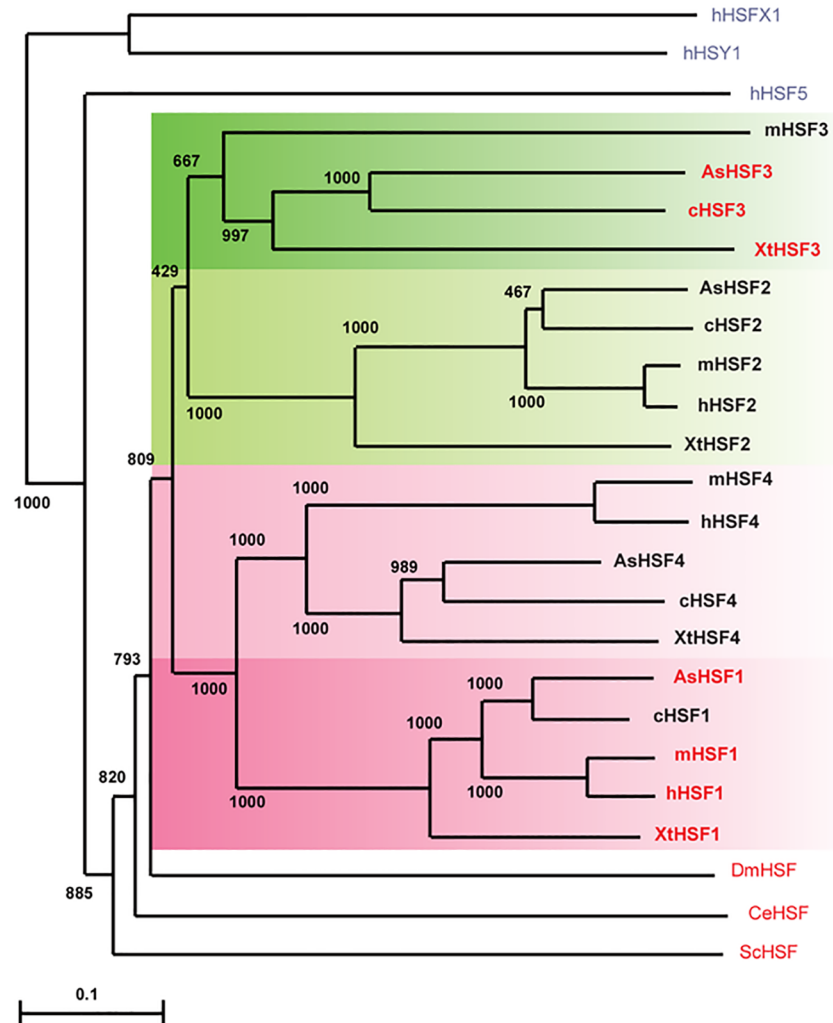 hHSFX1
hHSY1
hHSF5
mHSF3
667
1000
AsHSF3
cHSF3
997
XtHSF3
429
AsHSF2
467
cHSF2
1000
mHSF2
1000
hHSF2
1000
XtHSF2
809
mHSF4
1000
1000
hHSF4
1000
AsHSF4
989
cHSF4
1000
XtHSF4
793
AsHSF1
1000
1000
cHSF1
1000
mHSF1
820
1000
hHSF1
1000
XtHSF1
DmHSF
885
CeHSF
ScHSF
0.1